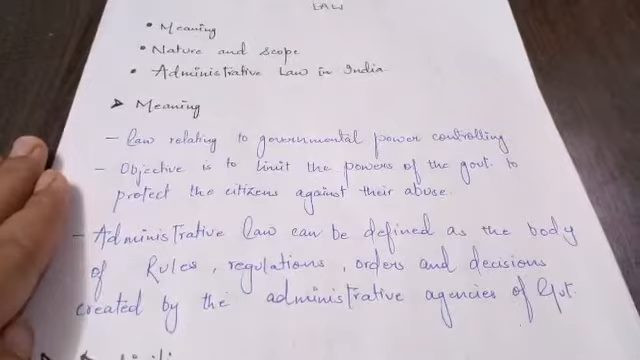 LAW
• Meaning
• Nature and scope
• Administrative Law in India
➤ Meaning
– Law relating to governmental power controlling
– Objective is to limit the powers of the govt. to
protect the citizens against their abuse.
– Administrative law can be defined as the body
of Rules, regulations, orders and decisions
created by the administrative agencies of Govt.